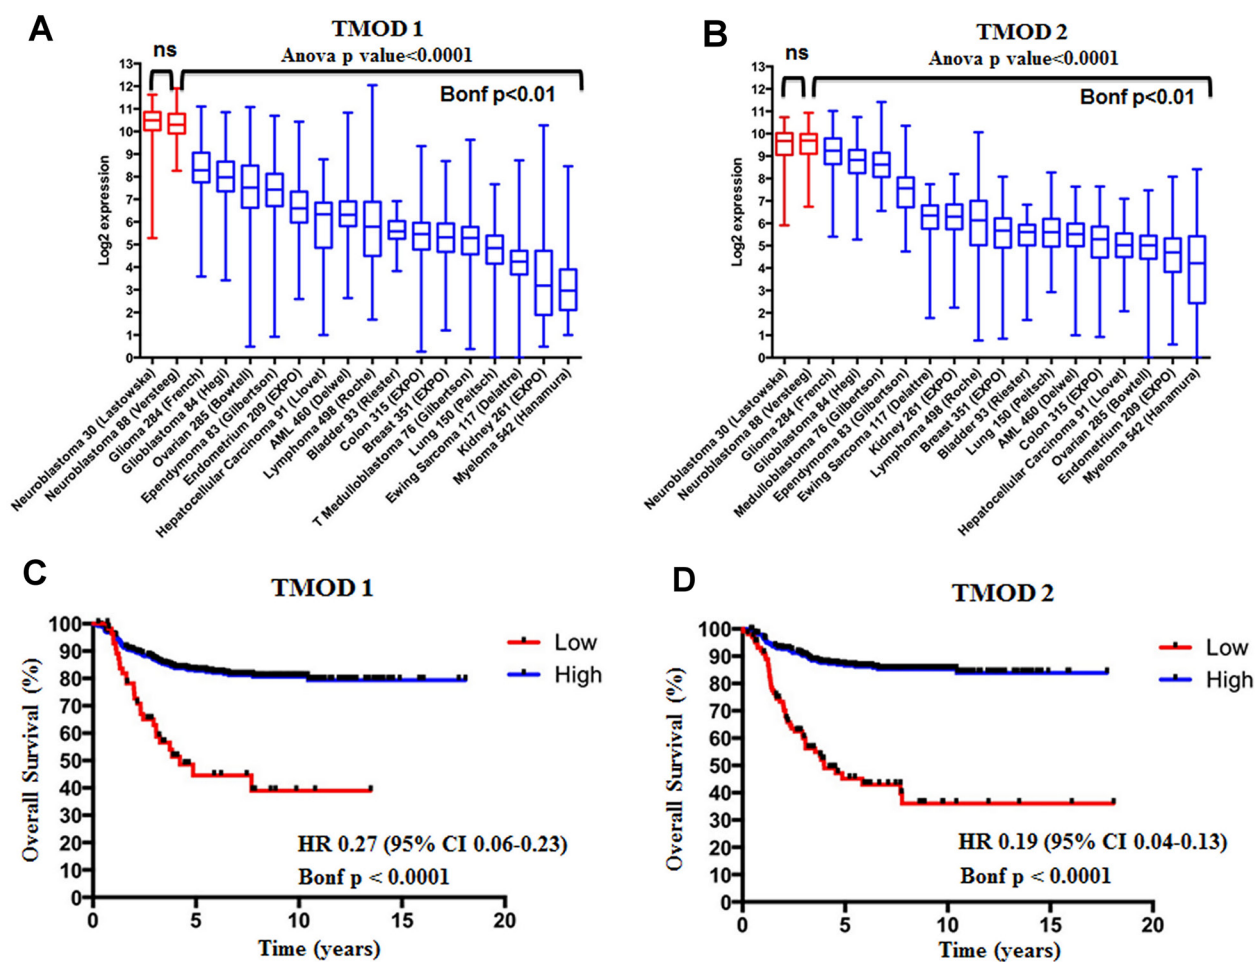 A
TMOD 1
Anova p value<0.0001
ns
Bonf p<0.01
Log2 expression
13
12
11
10
9
8
7
6
5
4
3
2
1
0
Neuroblastoma 30 (Lastowska)
Neuroblastoma 88 (Versteeg)
Glioma 284 (French)
Globlastoma 84 (Hegi)
Ovarian 285 (Bowtell)
Ependymoma 83 (Gilbertson)
Endometrium 209 (EXPO)
Hepatocellular Carcinoma 91 (Llovet)
AML 460 (Delwel)
Lymphoma 498 (Roche)
Bladder 93 (Riester)
Colon 315 (EXPO)
Breast 351 (EXPO)
T Medulloblastoma 76 (Gilbertson)
Lung 150 (Peitsch)
Ewing Sarcoma 117 (Delattre)
Kidney 261 (EXPO)
Myeloma 542 (Hanamura)
B
TMOD 2
Anova p value<0.0001
ns
Bonf p<0.01
Log2 expression
13
12
11
10
9
8
7
6
5
4
3
2
1
0
Neuroblastoma 30 (Lastowska)
Neuroblastoma 88 (Versteeg)
Glioma 284 (French)
Glioblastoma 84 (Hegi)
Medulloblastoma 76 (Gilbertson)
Ependymoma 83 (Gilbertson)
Ewing Sarcoma 117 (Delattre)
Kidney 261 (EXPO)
Lymphoma 498 (Roche)
Breast 351 (EXPO)
Bladder 93 (Riester)
Lung 150 (Peitsch)
AML 460 (Delwel)
Colon 315 (EXPO)
Hepatocellular Carcinoma 91 (Llovet)
Ovarian 285 (Bowtell)
Endometrium 209 (EXPO)
Myeloma 542 (Hanamura)
C
TMOD 1
Overall Survival (%)
100
90
80
70
60
50
40
30
20
10
0
Low
High
HR 0.27 (95% CI 0.06-0.23)
Bonf p < 0.0001
0 5 10 15 20
Time (years)
D
TMOD 2
Overall Survival (%)
100
90
80
70
60
50
40
30
20
10
0
Low
High
HR 0.19 (95% CI 0.04-0.13)
Bonf p < 0.0001
0 5 10 15 20
Time (years)